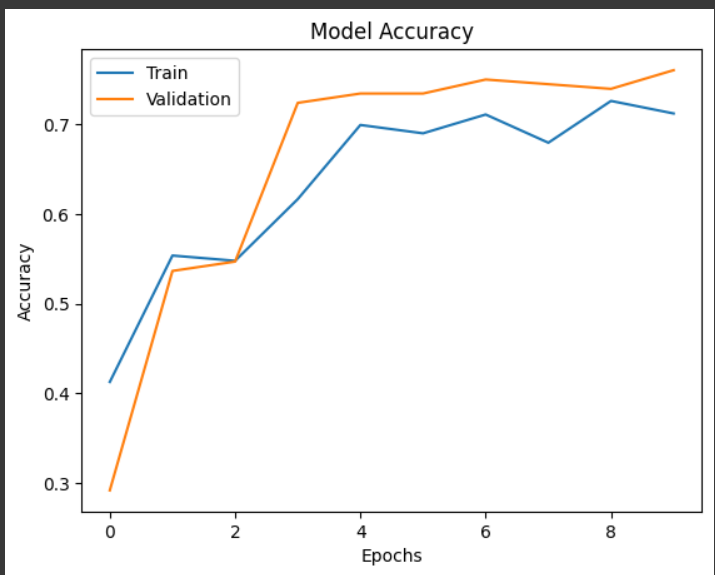 Model Accuracy
Train
Validation
0.7
0.6
0.5
0.4
0.3
Accuracy
0 2 4 6 8
Epochs